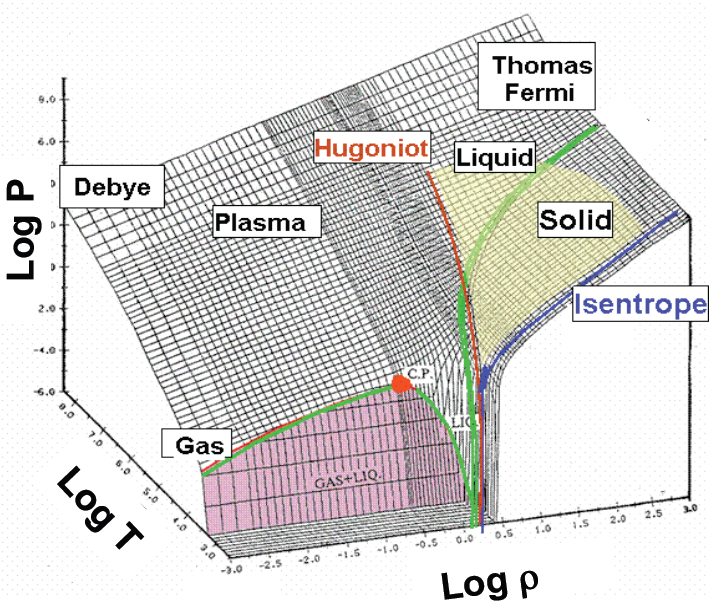 Thomas
Fermi
9.0
6.0
Hugoniot
Liquid
Debye
Plasma
Solid
Log P
0
2.0
Isentrope
-4.0
C.P.
-6.0
LIQ.
8.0
7.0
Gas
6.0
GAS+LIQ.
5.0
4.0
Log T
3.0
-3.0
-2.5
-2.0
-1.5
-1.0
-0.5
0.0
0.5
1.0
1.5
2.0
2.5
3.0
Log ρ